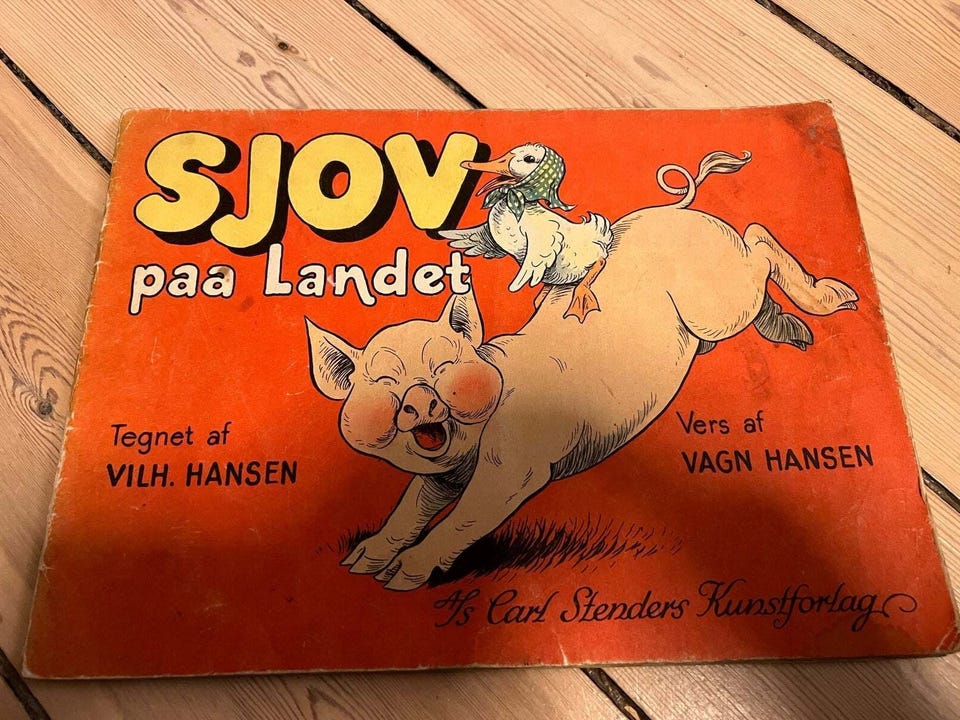 SJOV
paa Landet
Tegnet af
VILH. HANSEN
Vers af
VAGN HANSEN
A/s Carl Stenders Kunstforlag